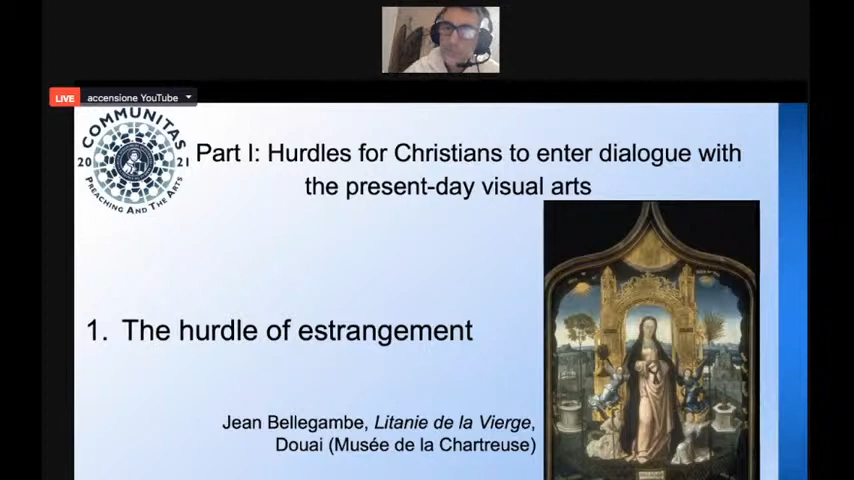 LIVE accensione YouTube
COMMUNITAS
20 21
PREACHING AND THE ARTS
Part I: Hurdles for Christians to enter dialogue with
the present-day visual arts
1. The hurdle of estrangement
Jean Bellegambe, Litanie de la Vierge,
Douai (Musée de la Chartreuse)